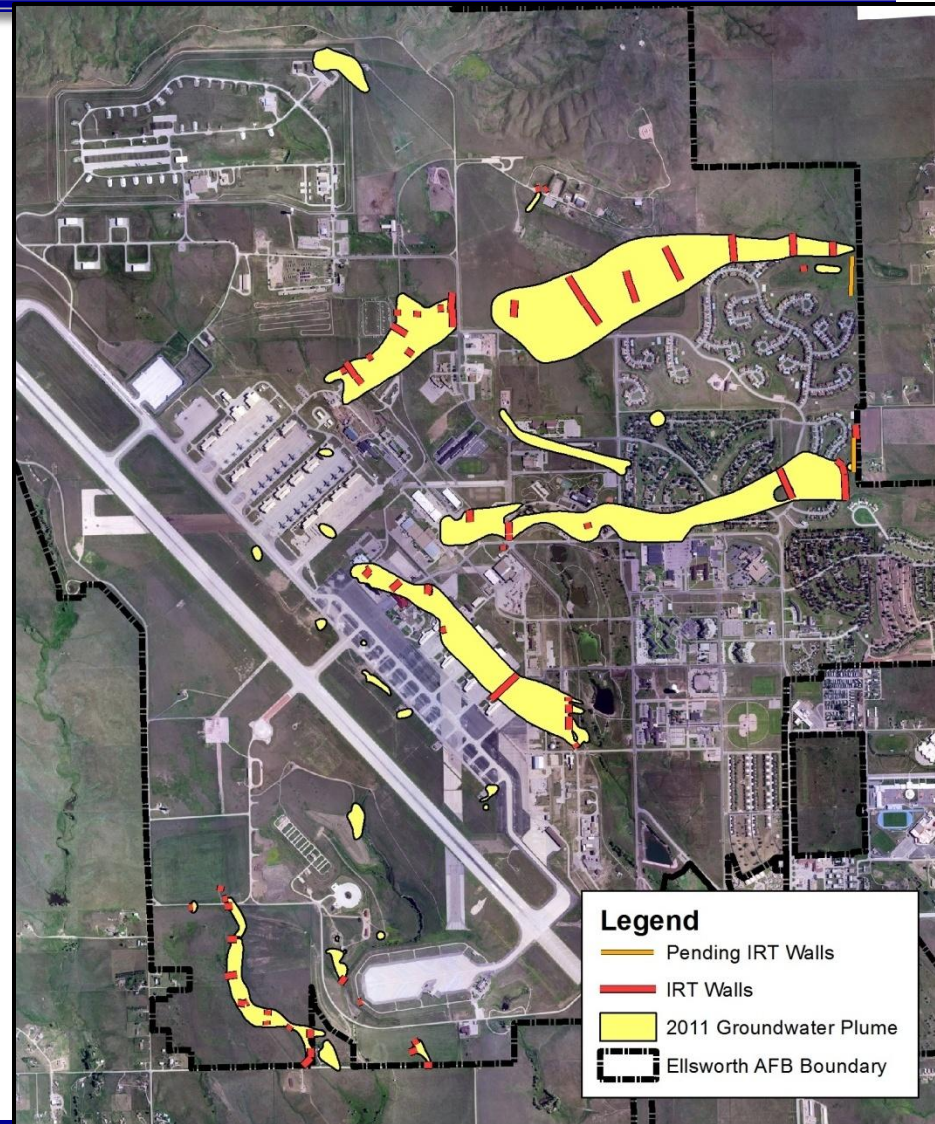 Legend
Pending IRT Walls
IRT Walls
2011 Groundwater Plume
Ellsworth AFB Boundary